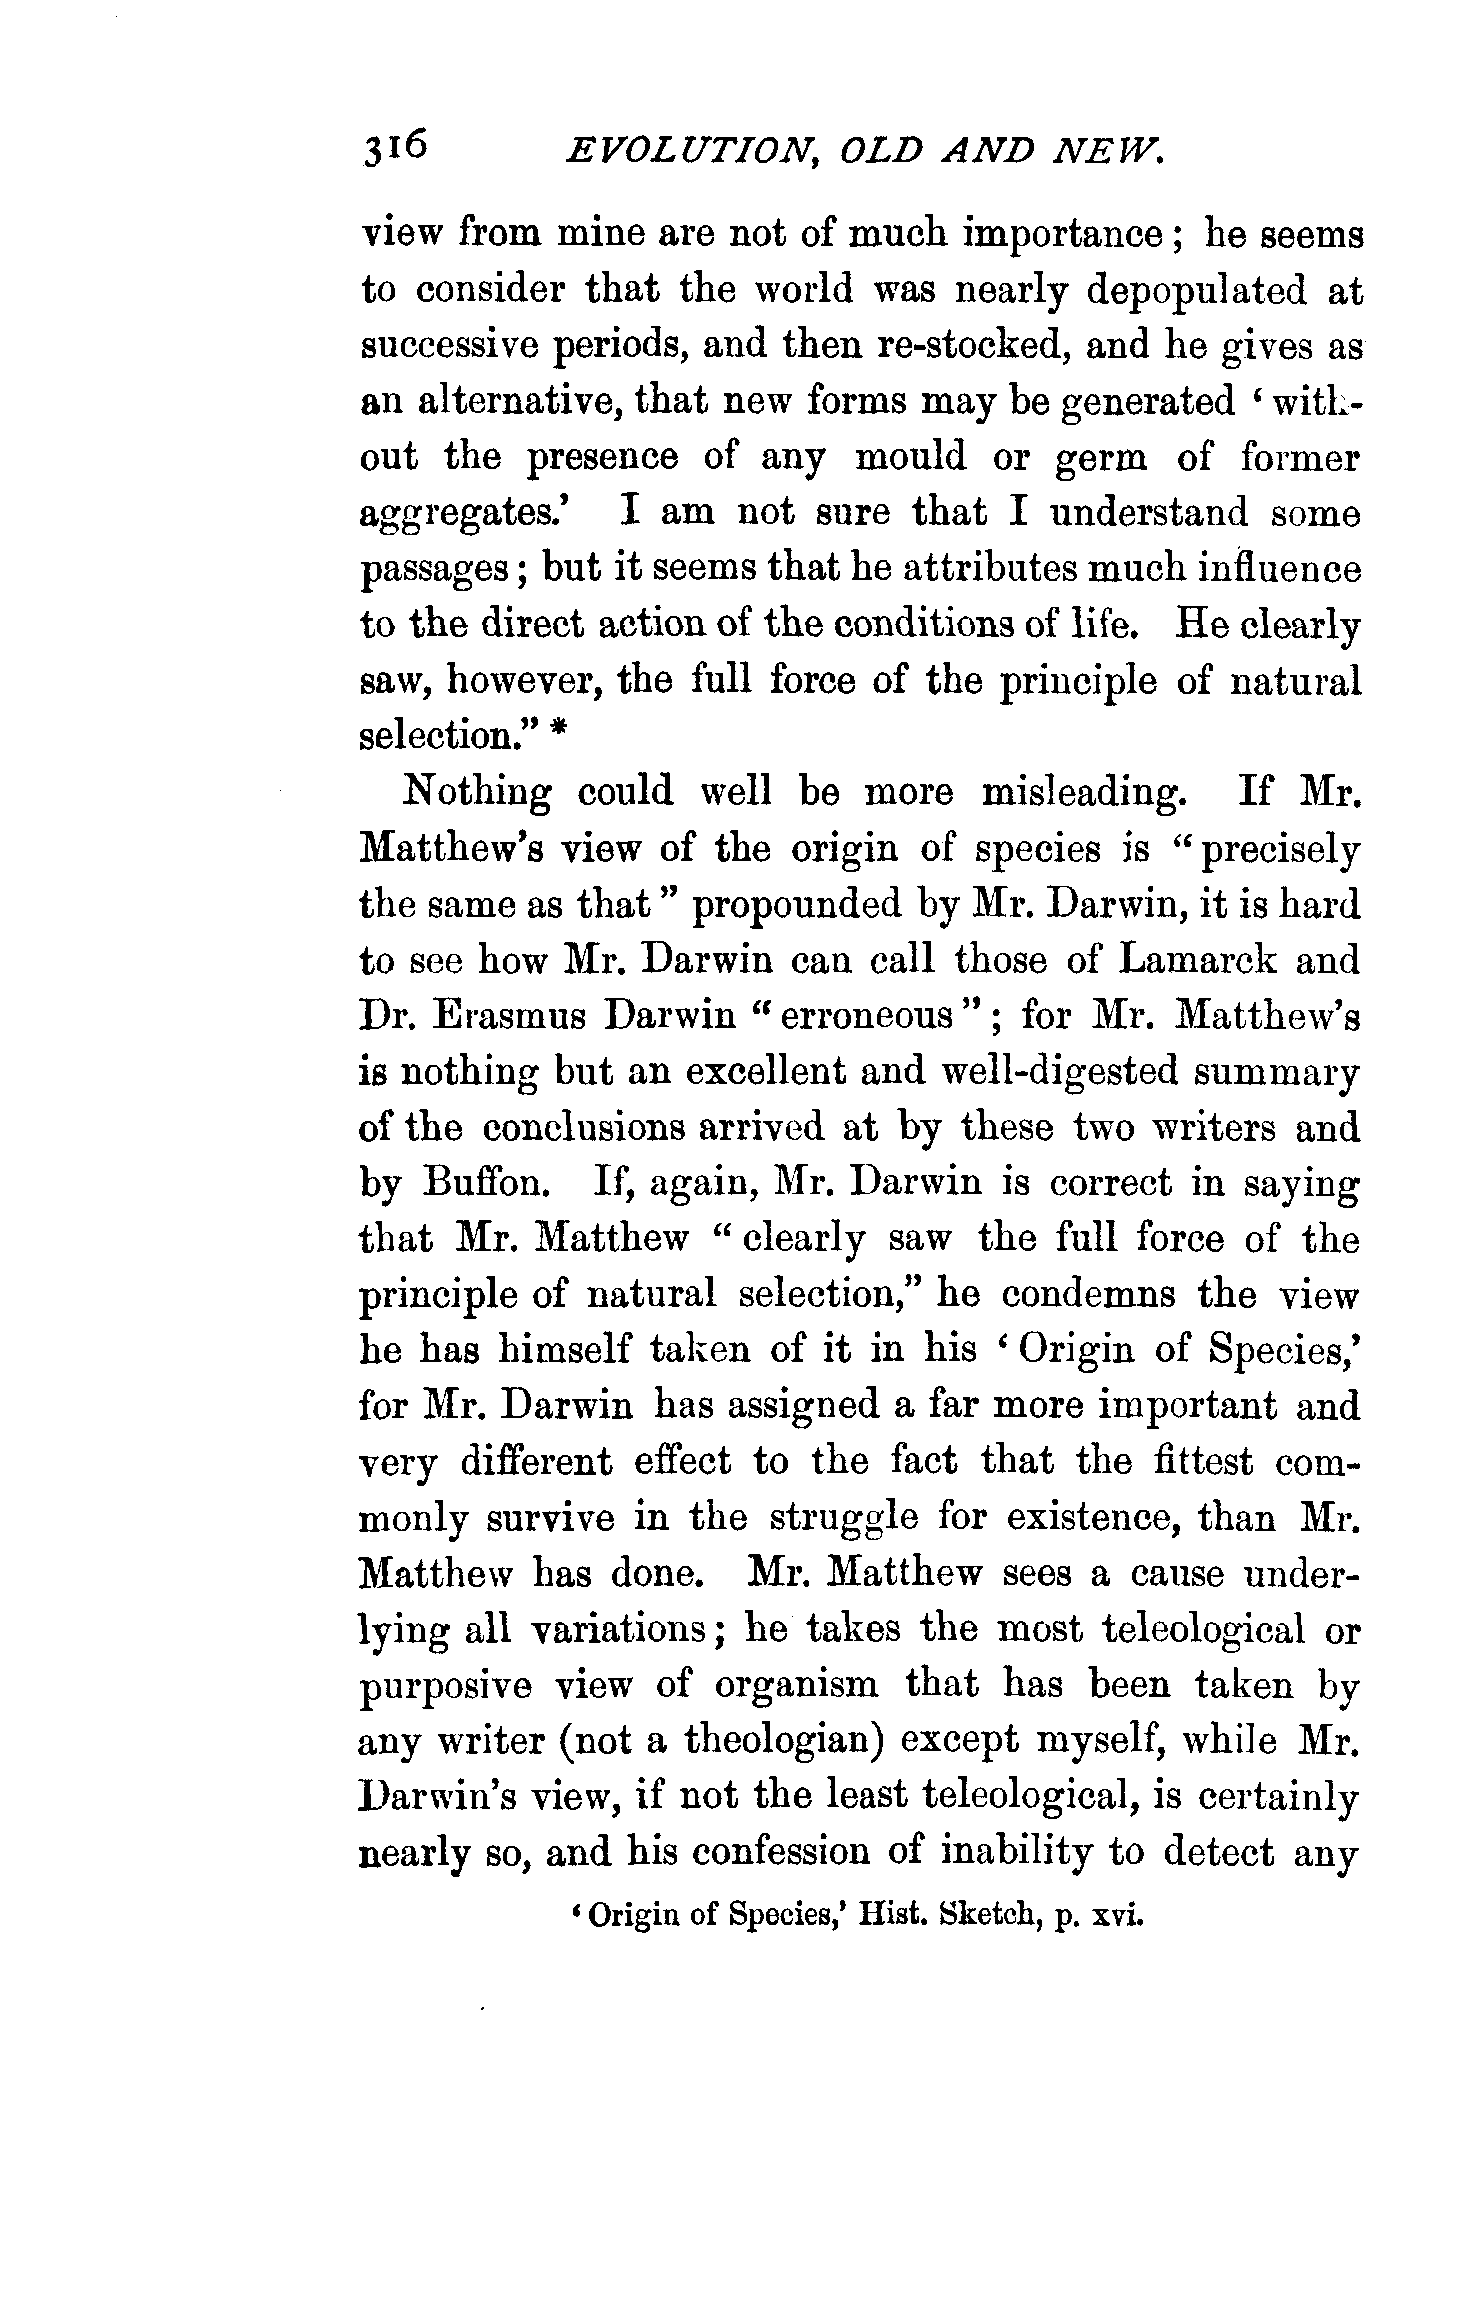 316 EVOLUTION, OLD AND NEW.
view from mine are not of much importance; he seems
to consider that the world was nearly depopulated at
successive periods, and then re-stocked, and he gives as
an alternative, that new forms may be generated ‘with-
out the presence of any mould or germ of former
aggregates.’ I am not sure that I understand some
passages; but it seems that he attributes much influence
to the direct action of the conditions of life. He clearly
saw, however, the full force of the principle of natural
selection.” *
Nothing could well be more misleading. If Mr.
Matthew’s view of the origin of species is “precisely
the same as that” propounded by Mr. Darwin, it is hard
to see how Mr. Darwin can call those of Lamarck and
Dr. Erasmus Darwin “erroneous”; for Mr. Matthew’s
is nothing but an excellent and well-digested summary
of the conclusions arrived at by these two writers and
by Buffon. If, again, Mr. Darwin is correct in saying
that Mr. Matthew “clearly saw the full force of the
principle of natural selection,” he condemns the view
he has himself taken of it in his ‘Origin of Species,’
for Mr. Darwin has assigned a far more important and
very different effect to the fact that the fittest com-
monly survive in the struggle for existence, than Mr.
Matthew has done. Mr. Matthew sees a cause under-
lying all variations; he takes the most teleological or
purposive view of organism that has been taken by
any writer (not a theologian) except myself, while Mr.
Darwin’s view, if not the least teleological, is certainly
nearly so, and his confession of inability to detect any
‘Origin of Species,’ Hist. Sketch, p. xvi.